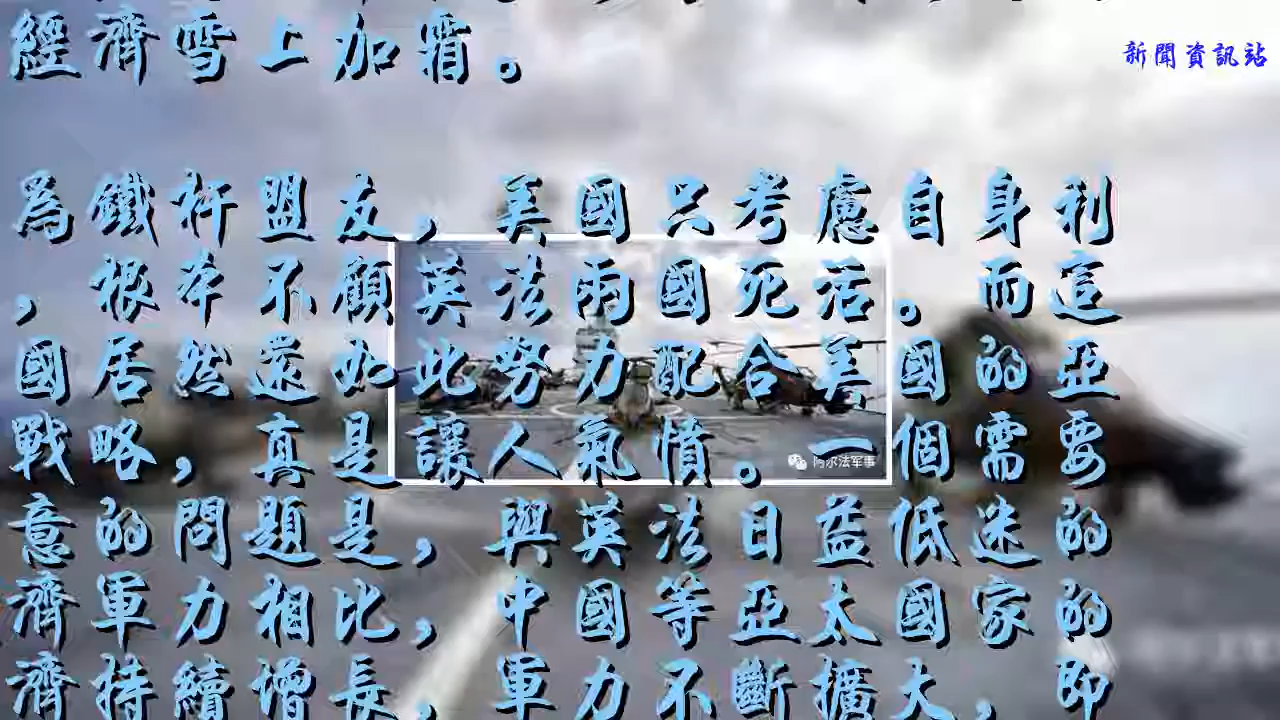 經濟雪上加霜。
新聞資訊站
為鐵杆盟友，美國只考慮自身利
，根本不顧英法兩國死活。而這
國居然還如此努力配合美國的亞
戰略，真是讓人氣憤。一個需要
阿尔法军事
意的問題是，與英法日益低迷的
濟軍力相比，中國等亞太國家的
濟持續增長，軍力不斷擴大，即